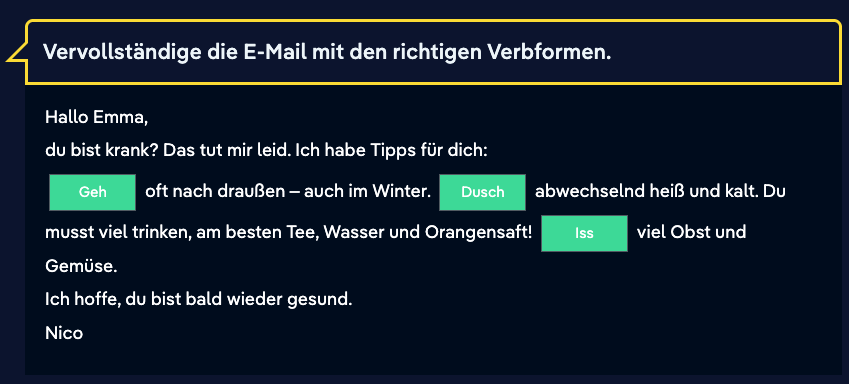 Vervollständige die E-Mail mit den richtigen Verbformen.
Hallo Emma,
du bist krank? Das tut mir leid. Ich habe Tipps für dich:
Geh oft nach draußen – auch im Winter. Dusch abwechselnd heiß und kalt. Du
musst viel trinken, am besten Tee, Wasser und Orangensaft! Iss viel Obst und
Gemüse.
Ich hoffe, du bist bald wieder gesund.
Nico